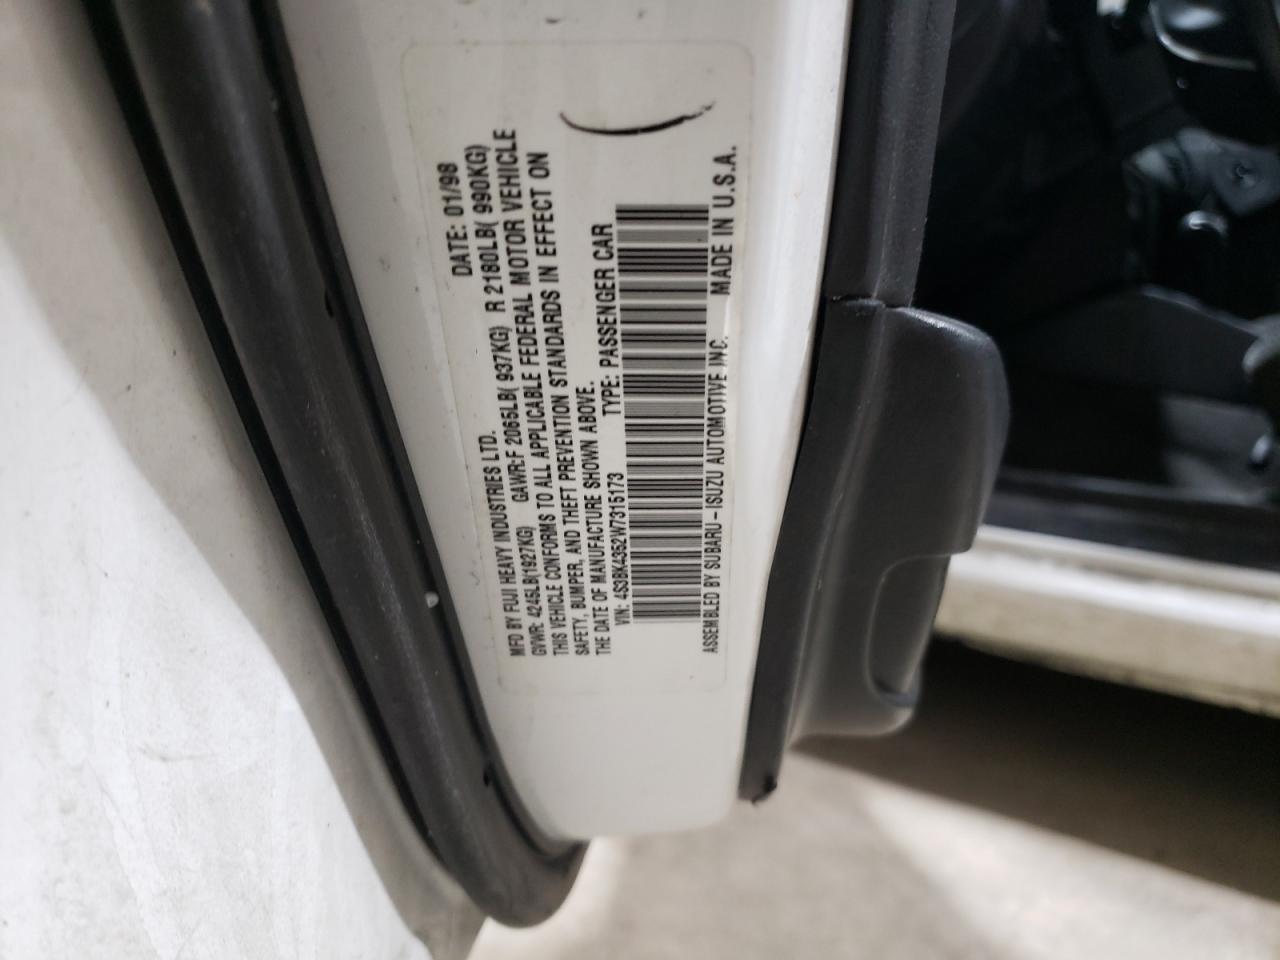 MFD BY FUJI HEAVY INDUSTRIES LTD. DATE: 01/98
GVWR: 4245LB(1927KG) GAWR:F 2065LB( 937KG) R 2180LB( 990KG)
THIS VEHICLE CONFORMS TO ALL APPLICABLE FEDERAL MOTOR VEHICLE
SAFETY, BUMPER, AND THEFT PREVENTION STANDARDS IN EFFECT ON
THE DATE OF MANUFACTURE SHOWN ABOVE.
VIN: 4S3BK4352W7315173 TYPE: PASSENGER CAR
ASSEMBLED BY SUBARU-ISUZU AUTOMOTIVE INC. MADE IN U.S.A.